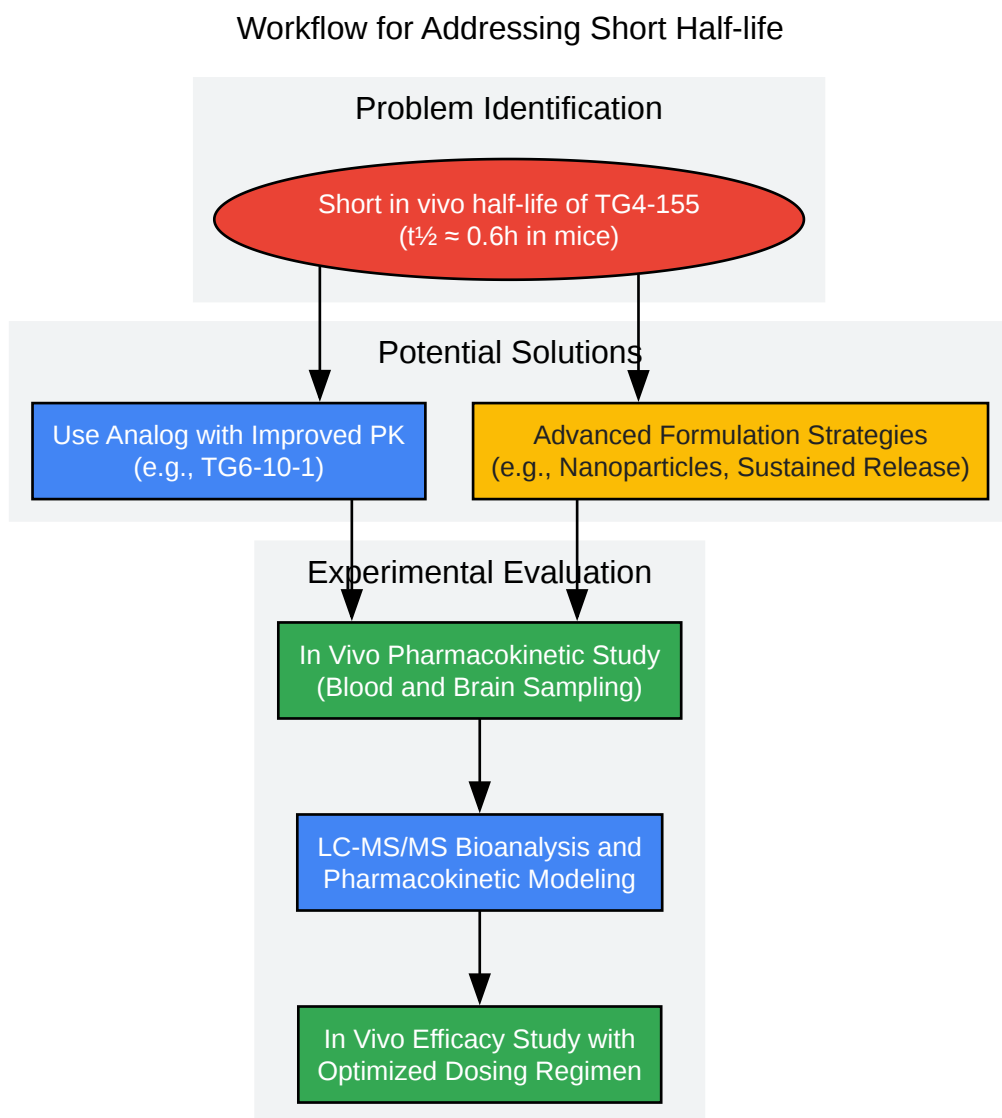 Workflow for Addressing Short Half-life
Problem Identification
Short in vivo half-life of TG4-155
(t½ ≈ 0.6h in mice)
Potential Solutions
Use Analog with Improved PK
(e.g., TG6-10-1)
Advanced Formulation Strategies
(e.g., Nanoparticles, Sustained Release)
Experimental Evaluation
In Vivo Pharmacokinetic Study
(Blood and Brain Sampling)
LC-MS/MS Bioanalysis and
Pharmacokinetic Modeling
In Vivo Efficacy Study with
Optimized Dosing Regimen